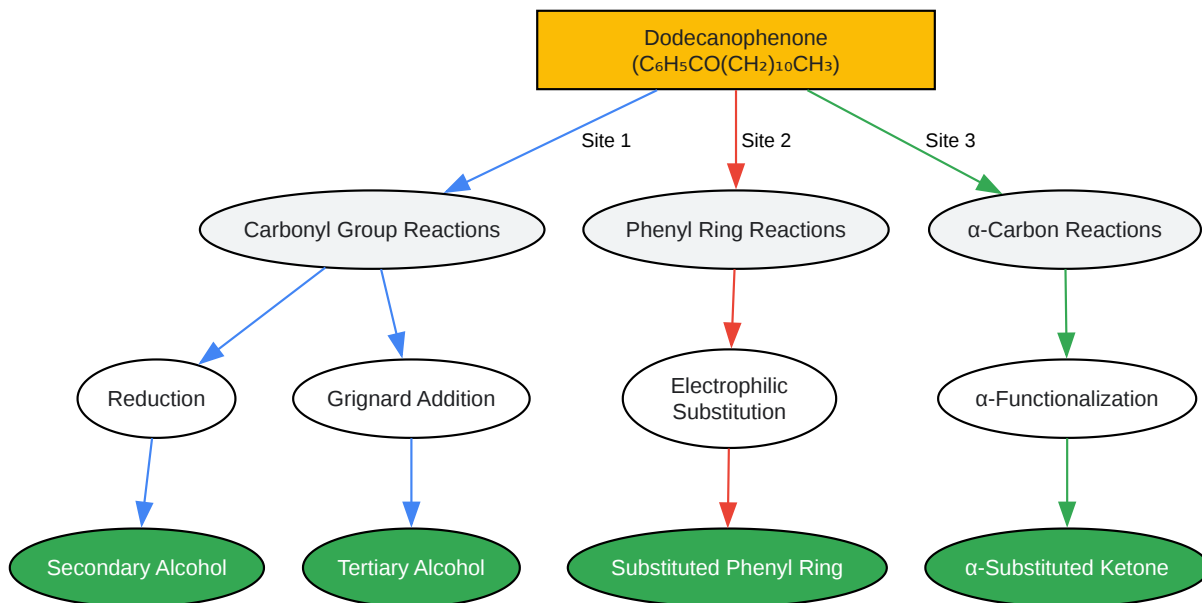 Dodecanophenone
(C₆H₅CO(CH₂)₁₀CH₃)
Site 1
Site 2
Site 3
Carbonyl Group Reactions
Phenyl Ring Reactions
α-Carbon Reactions
Reduction
Grignard Addition
Electrophilic
Substitution
α-Functionalization
Secondary Alcohol
Tertiary Alcohol
Substituted Phenyl Ring
α-Substituted Ketone